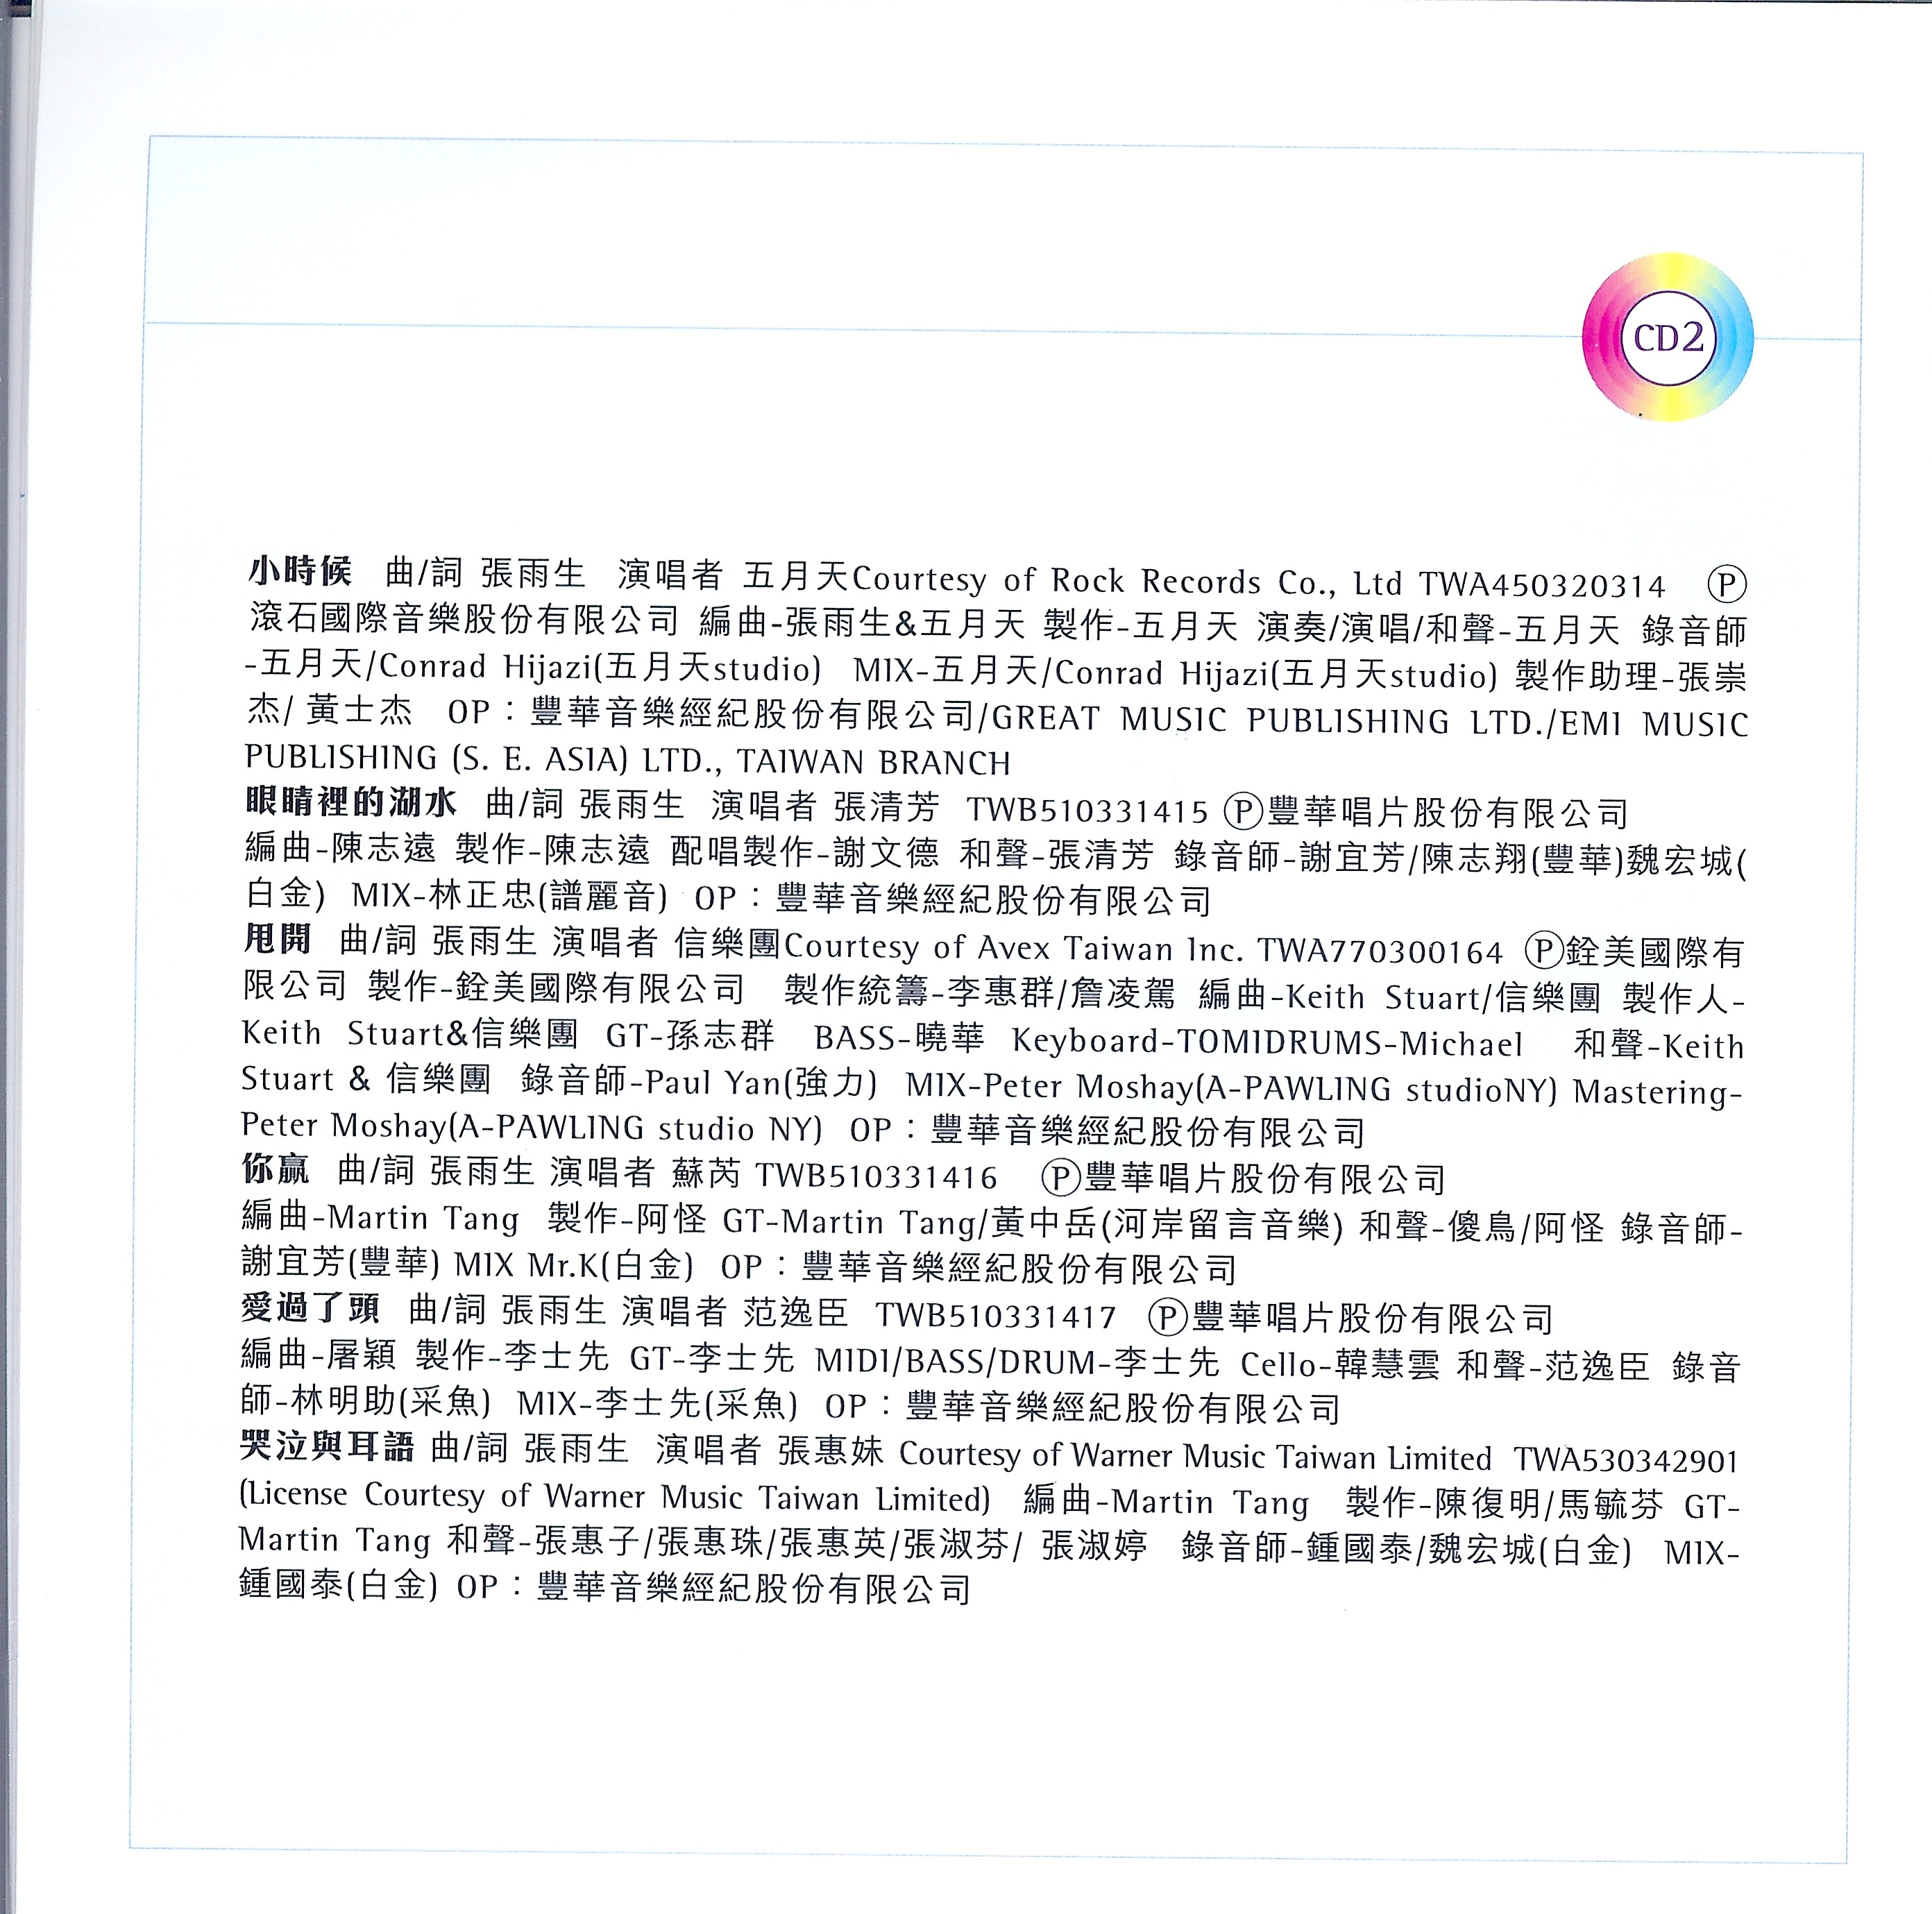 CD2
小時候 曲/詞 張雨生 演唱者 五月天Courtesy of Rock Records Co., Ltd TWA450320314 Ⓟ
滾石國際音樂股份有限公司 編曲-張雨生&五月天 製作-五月天 演奏/演唱/和聲-五月天 錄音師
-五月天/Conrad Hijazi(五月天studio) MIX-五月天/Conrad Hijazi(五月天studio) 製作助理-張崇
杰/ 黃士杰 OP：豐華音樂經紀股份有限公司/GREAT MUSIC PUBLISHING LTD./EMI MUSIC
PUBLISHING (S. E. ASIA) LTD., TAIWAN BRANCH
眼睛裡的湖水 曲/詞 張雨生 演唱者 張清芳 TWB510331415 Ⓟ豐華唱片股份有限公司
編曲-陳志遠 製作-陳志遠 配唱製作-謝文德 和聲-張清芳 錄音師-謝宜芳/陳志翔(豐華)魏宏城(
白金) MIX-林正忠(譜麗音) OP：豐華音樂經紀股份有限公司
甩開 曲/詞 張雨生 演唱者 信樂團Courtesy of Avex Taiwan Inc. TWA770300164 Ⓟ銓美國際有
限公司 製作-銓美國際有限公司 製作統籌-李惠群/詹凌駕 編曲-Keith Stuart/信樂團 製作人-
Keith Stuart&信樂團 GT-孫志群 BASS-曉華 Keyboard-TOMIDRUMS-Michael 和聲-Keith
Stuart & 信樂團 錄音師-Paul Yan(強力) MIX-Peter Moshay(A-PAWLING studioNY) Mastering-
Peter Moshay(A-PAWLING studio NY) OP：豐華音樂經紀股份有限公司
你贏 曲/詞 張雨生 演唱者 蘇芮 TWB510331416 Ⓟ豐華唱片股份有限公司
編曲-Martin Tang 製作-阿怪 GT-Martin Tang/黃中岳(河岸留言音樂) 和聲-傻鳥/阿怪 錄音師-
謝宜芳(豐華) MIX Mr.K(白金) OP：豐華音樂經紀股份有限公司
愛過了頭 曲/詞 張雨生 演唱者 范逸臣 TWB510331417 Ⓟ豐華唱片股份有限公司
編曲-屠穎 製作-李士先 GT-李士先 MIDI/BASS/DRUM-李士先 Cello-韓慧雲 和聲-范逸臣 錄音
師-林明助(采魚) MIX-李士先(采魚) OP：豐華音樂經紀股份有限公司
哭泣與耳語 曲/詞 張雨生 演唱者 張惠妹 Courtesy of Warner Music Taiwan Limited TWA530342901
(License Courtesy of Warner Music Taiwan Limited) 編曲-Martin Tang 製作-陳復明/馬毓芬 GT-
Martin Tang 和聲-張惠子/張惠珠/張惠英/張淑芬/ 張淑婷 錄音師-鍾國泰/魏宏城(白金) MIX-
鍾國泰(白金) OP：豐華音樂經紀股份有限公司